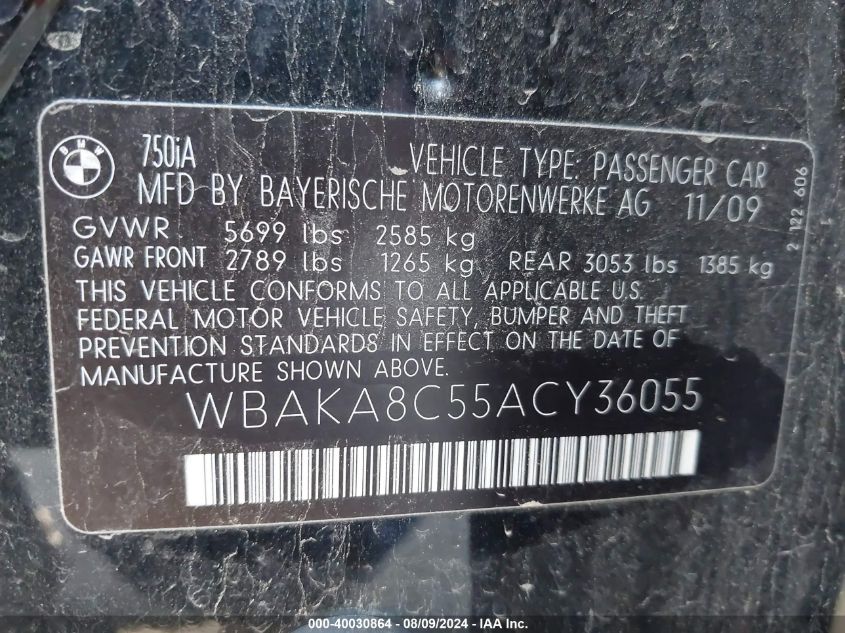 BMW
750iA VEHICLE TYPE: PASSENGER CAR
MFD BY BAYERISCHE MOTORENWERKE AG 11/09
GVWR 5699 lbs 2585 kg
GAWR FRONT 2789 lbs 1265 kg REAR 3053 lbs 1385 kg
THIS VEHICLE CONFORMS TO ALL APPLICABLE U.S.
FEDERAL MOTOR VEHICLE SAFETY, BUMPER AND THEFT
PREVENTION STANDARDS IN EFFECT ON THE DATE OF
MANUFACTURE SHOWN ABOVE.
WBAKA8C55ACY36055
2 122 606
000-40030864 - 08/09/2024 - IAA Inc.